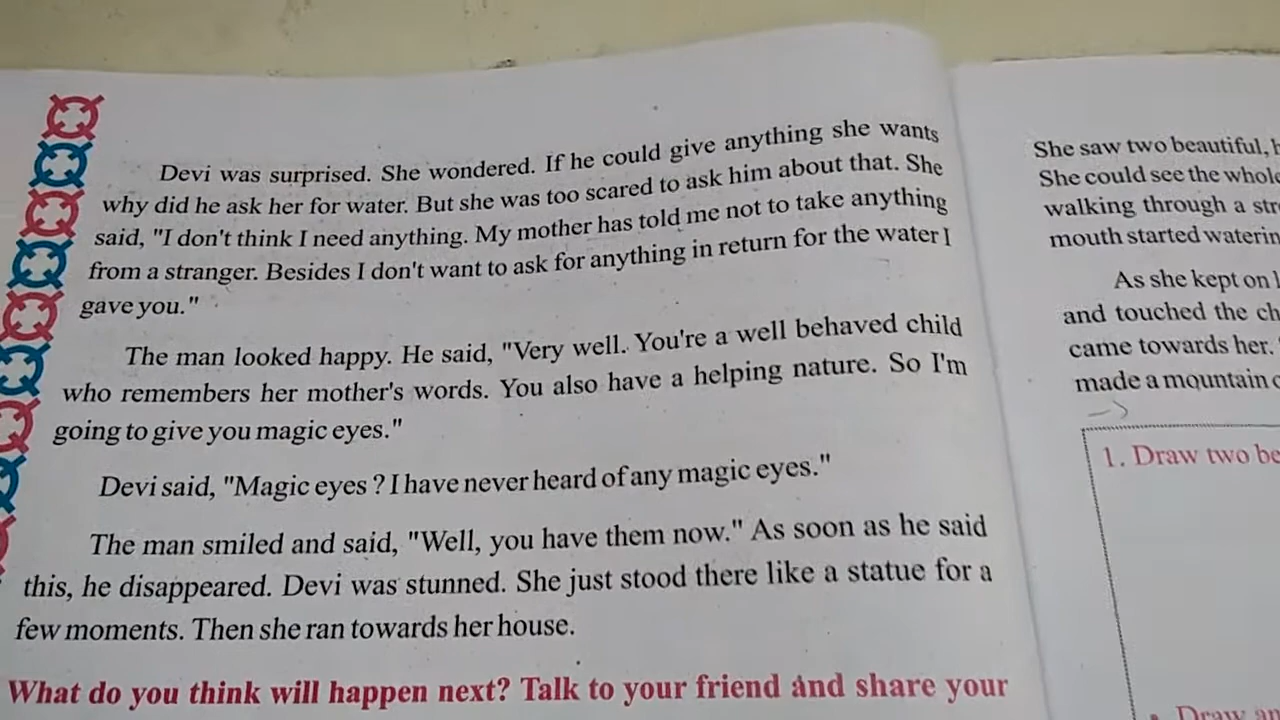 Devi was surprised. She wondered. If he could give anything she wants
why did he ask her for water. But she was too scared to ask him about that. She
said, "I don't think I need anything. My mother has told me not to take anything
from a stranger. Besides I don't want to ask for anything in return for the water I
gave you."
The man looked happy. He said, "Very well. You're a well behaved child
who remembers her mother's words. You also have a helping nature. So I'm
going to give you magic eyes."
Devi said, "Magic eyes ? I have never heard of any magic eyes."
The man smiled and said, "Well, you have them now." As soon as he said
this, he disappeared. Devi was stunned. She just stood there like a statue for a
few moments. Then she ran towards her house.
What do you think will happen next? Talk to your friend and share your
She saw two beautiful,
She could see the whole
walking through a
mouth started
As she kept on
and touched the
came towards her.
made a mountain
1. Draw two
Draw